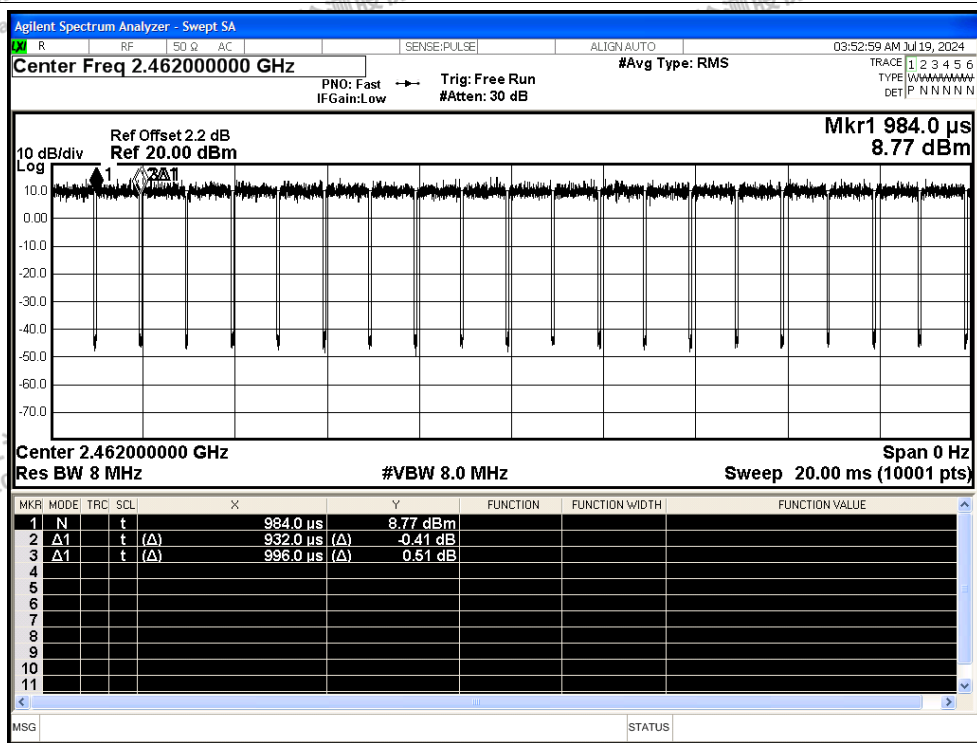 Agilent Spectrum Analyzer - Swept SA
LXI R RF 50 Ω AC SENSE:PULSE ALIGN AUTO 03:52:59 AM Jul 19, 2024
Center Freq 2.462000000 GHz #Avg Type: RMS TRACE 1 2 3 4 5 6
PNO: Fast Trig: Free Run TYPE
IFGain:Low #Atten: 30 dB DET P N N N N N
Mkr1 984.0 µs
Ref Offset 2.2 dB
10 dB/div Ref 20.00 dBm 8.77 dBm
Log
1 3Δ1
10.0
0.00
-10.0
-20.0
-30.0
-40.0
-50.0
-60.0
-70.0
Center 2.462000000 GHz Span 0 Hz
Res BW 8 MHz #VBW 8.0 MHz Sweep 20.00 ms (10001 pts)
MKR MODE TRC SCL X Y FUNCTION FUNCTION WIDTH FUNCTION VALUE
1 N t 984.0 µs 8.77 dBm
2 Δ1 t (Δ) 932.0 µs (Δ) -0.41 dB
3 Δ1 t (Δ) 996.0 µs (Δ) 0.51 dB
4
5
6
7
8
9
10
11
MSG STATUS